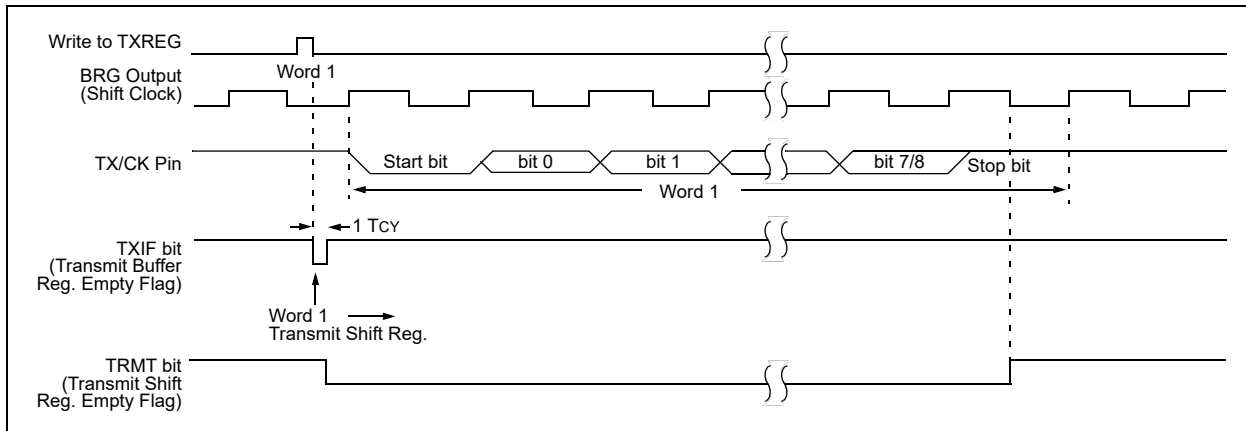 Write to TXREG
Word 1
BRG Output
(Shift Clock)
TX/CK Pin
Start bit
bit 0
bit 1
bit 7/8
Stop bit
Word 1
1 TCY
TXIF bit
(Transmit Buffer
Reg. Empty Flag)
Word 1
Transmit Shift Reg.
TRMT bit
(Transmit Shift
Reg. Empty Flag)